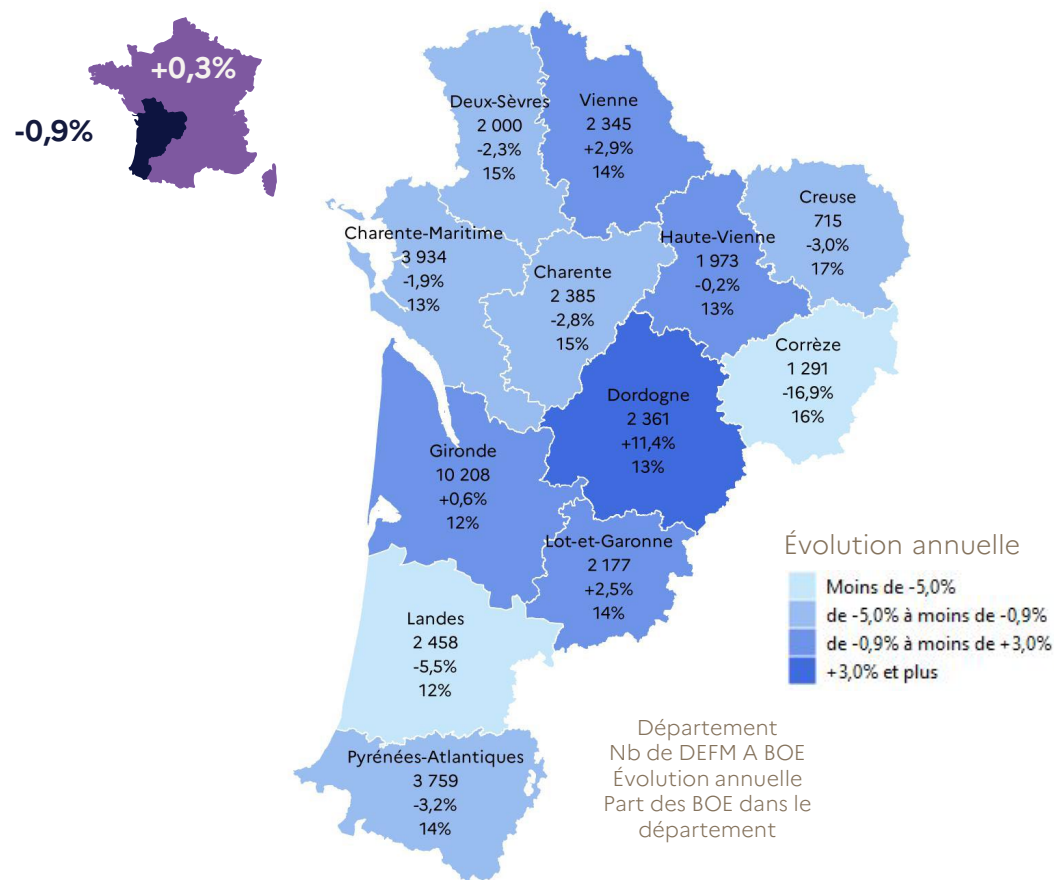 +0,3%
-0,9%
Deux-Sèvres
2 000
-2,3%
15%
Vienne
2 345
+2,9%
14%
Creuse
715
-3,0%
17%
Charente-Maritime
3 934
-1,9%
13%
Haute-Vienne
1 973
-0,2%
13%
Charente
2 385
-2,8%
15%
Corrèze
1 291
-16,9%
16%
Dordogne
2 361
+11,4%
13%
Gironde
10 208
+0,6%
12%
Lot-et-Garonne
2 177
+2,5%
14%
Landes
2 458
-5,5%
12%
Pyrénées-Atlantiques
3 759
-3,2%
14%
Évolution annuelle
Moins de -5,0%
de -5,0% à moins de -0,9%
de -0,9% à moins de +3,0%
+3,0% et plus
Département
Nb de DEFM A BOE
Évolution annuelle
Part des BOE dans le
département